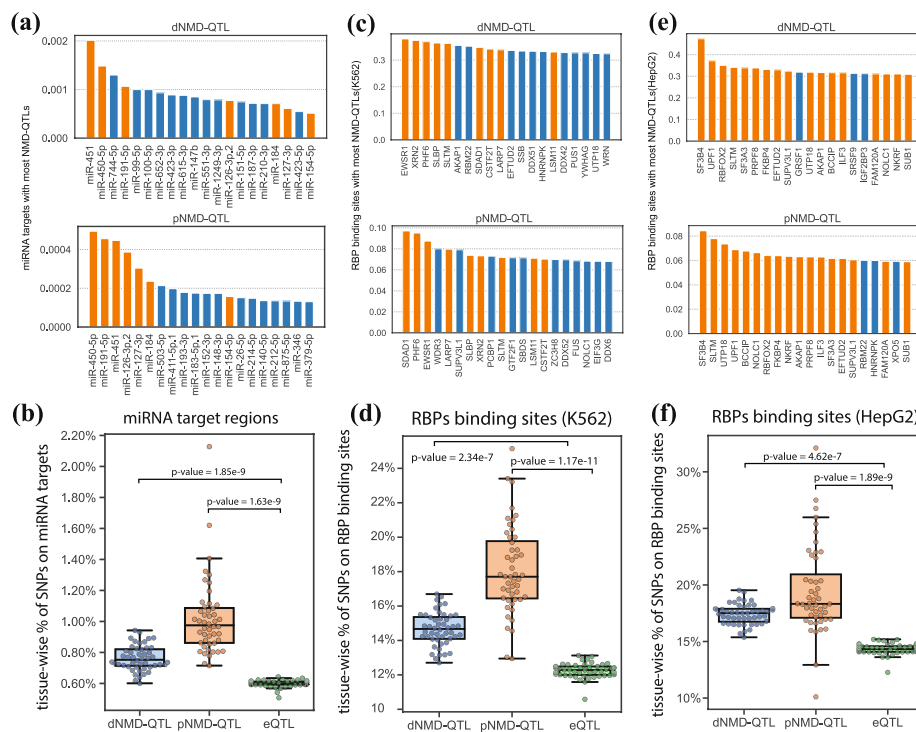 (a)
dNMD-QTL
miRNA targets with most NMD-QTLs
0.002
0.001
0.000
miR-451
miR-450-5p
miR-744-5p
miR-191-5p
miR-99-5p
miR-100-5p
miR-652-3p
miR-423-3p
miR-615-3p
miR-147b
miR-551-3p
miR-1249-3p
miR-126-3p.2
miR-151-5p
miR-187-3p
miR-210-3p
miR-184
miR-127-3p
miR-423-5p
miR-154-5p
pNMD-QTL
0.0004
0.0002
0.0000
miR-450-5p
miR-191-5p
miR-451
miR-126-3p.2
miR-127-3p
miR-184
miR-503-5p
miR-411-5p.1
miR-193-3p
miR-183-5p.1
miR-152-3p
miR-148-3p
miR-154-5p
miR-26-5p
miR-214-5p
miR-140-5p
miR-212-5p
miR-875-5p
miR-346
miR-379-5p
(c)
dNMD-QTL
RBP binding sites with most NMD-QTLs(K562)
0.3
0.2
0.1
0.0
EWSR1
XRN2
PHF6
SLBP
SLTM
AKAP1
RBM22
SDAD1
CSTF2T
LARP7
EFTUD2
SSB
DDX51
HNRNPL
LSM11
DDX42
PUS1
YWHAG
UTP18
WRN
pNMD-QTL
0.10
0.08
0.06
0.04
0.02
0.00
SDAD1
PHF6
EWSR1
WDR3
LARP7
SUPV3L1
SLBP
XRN2
PCBP1
SLTM
GTF2F1
SBDS
LSM11
CSTF2T
ZC3H8
DDX52
FUS
NOLC1
EIF3G
DDX6
(e)
dNMD-QTL
RBP binding sites with most NMD-QTLs(HepG2)
0.4
0.3
0.2
0.1
0.0
SF3B4
UPF1
RBFOX2
SLTM
SF3A3
PRPF8
FKBP4
EFTUD2
SUPV3L1
GRSF1
UTP18
AKAP1
BCCIP
ILF3
SRSF9
IGF2BP3
FAM120A
NOLC1
NKRF
SUB1
pNMD-QTL
0.08
0.06
0.04
0.02
0.00
SF3B4
SLTM
UTP18
UPF1
BCCIP
NOLC1
RBFOX2
FKBP4
NKRF
AKAP1
PRPF8
ILF3
SF3A3
EFTUD2
SUPV3L1
RBM22
HNRNPK
FAM120A
XPO5
SUB1
(b)
miRNA target regions
tissue-wise % of SNPs on miRNA targets
2.20%
2.00%
1.80%
1.60%
1.40%
1.20%
1.00%
0.80%
0.60%
p-value = 1.85e-9
p-value = 1.63e-9
dNMD-QTL
pNMD-QTL
eQTL
(d)
RBPs binding sites (K562)
tissue-wise % of SNPs on RBP binding sites
24%
22%
20%
18%
16%
14%
12%
10
p-value = 2.34e-7
p-value = 1.17e-11
dNMD-QTL
pNMD-QTL
eQTL
(f)
RBPs binding sites (HepG2)
tissue-wise % of SNPs on RBP binding sites
30%
25%
20%
15%
10%
p-value = 4.62e-7
p-value = 1.89e-9
dNMD-QTL
pNMD-QTL
eQTL